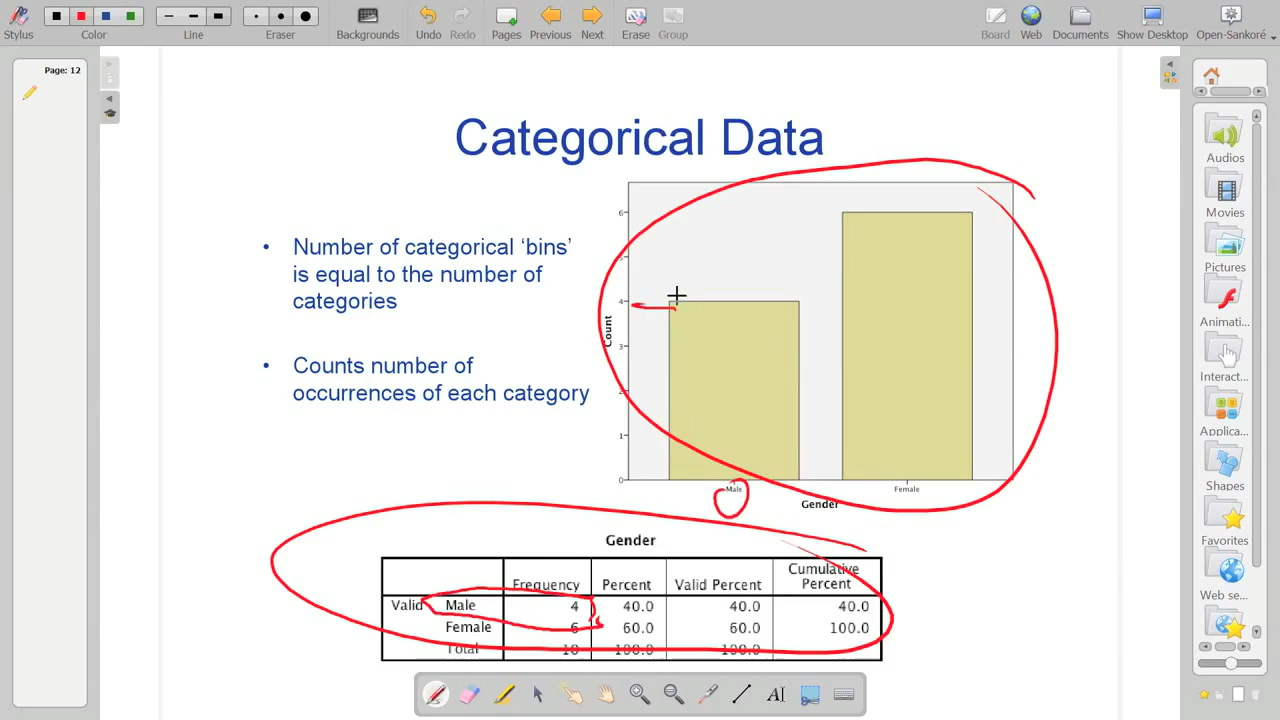 Stylus
Color
Line
Eraser
Backgrounds
Undo
Redo
Pages
Previous
Next
Erase
Group
Board
Web
Documents
Show Desktop
Open-Sankoré
Page: 12
Categorical Data
• Number of categorical ‘bins’
is equal to the number of
categories
• Counts number of
occurrences of each category
6
4
3
1
0
Count
Male
Female
Gender
Gender
Frequency Percent Valid Percent Cumulative Percent
Valid Male 4 40.0 40.0 40.0
Female 6 60.0 60.0 100.0
Total 10 100.0 100.0
Audios
Movies
Pictures
Animati...
Interact...
Applica...
Shapes
Favorites
Web se...